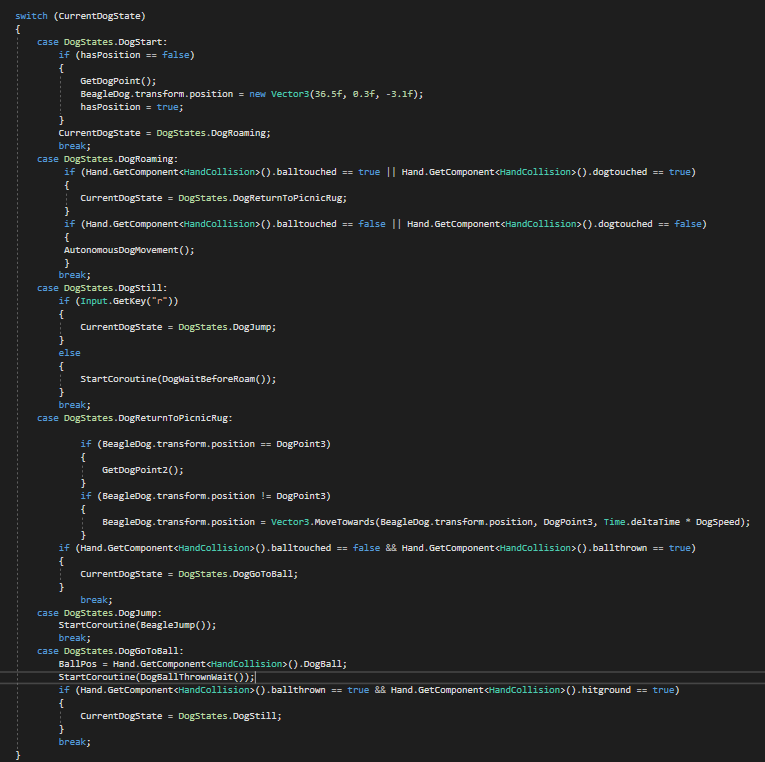 switch (CurrentDogState)
{
    case DogStates.DogStart:
        if (hasPosition == false)
        {
            GetDogPoint();
            BeagleDog.transform.position = new Vector3(36.5f, 0.3f, -3.1f);
            hasPosition = true;
        }
        CurrentDogState = DogStates.DogRoaming;
        break;
    case DogStates.DogRoaming:
         if (Hand.GetComponent<HandCollision>().balltouched == true || Hand.GetComponent<HandCollision>().dogtouched == true)
         {
            CurrentDogState = DogStates.DogReturnToPicnicRug;
         }
         if (Hand.GetComponent<HandCollision>().balltouched == false || Hand.GetComponent<HandCollision>().dogtouched == false)
         {
         AutonomousDogMovement();
         }
        break;
    case DogStates.DogStill:
        if (Input.GetKey("r"))
        {
            CurrentDogState = DogStates.DogJump;
        }
        else
        {
            StartCoroutine(DogWaitBeforeRoam());
        }
        break;
    case DogStates.DogReturnToPicnicRug:

            if (BeagleDog.transform.position == DogPoint3)
            {
                GetDogPoint2();
            }
            if (BeagleDog.transform.position != DogPoint3)
            {
                BeagleDog.transform.position = Vector3.MoveTowards(BeagleDog.transform.position, DogPoint3, Time.deltaTime * DogSpeed);
            }
        if (Hand.GetComponent<HandCollision>().balltouched == false && Hand.GetComponent<HandCollision>().ballthrown == true)
        {
            CurrentDogState = DogStates.DogGoToBall;
        }
            break;
    case DogStates.DogJump:
        StartCoroutine(BeagleJump());
        break;
    case DogStates.DogGoToBall:
        BallPos = Hand.GetComponent<HandCollision>().DogBall;
        StartCoroutine(DogBallThrownWait());
        if (Hand.GetComponent<HandCollision>().ballthrown == true && Hand.GetComponent<HandCollision>().hitground == true)
        {
            CurrentDogState = DogStates.DogStill;
        }
        break;
}